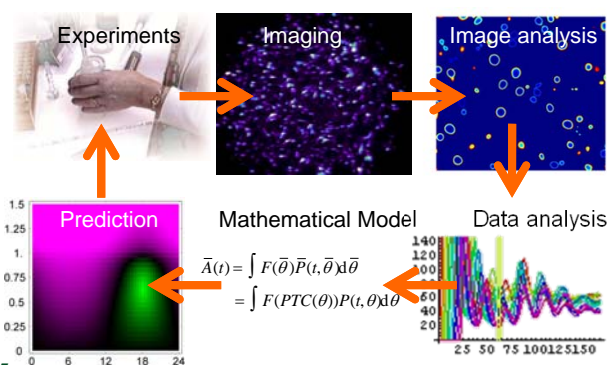 Experiments
Imaging
Image analysis
Prediction
1.5
1.25
1.
0.75
0.5
0.25
0
0 6 12 18 24
Mathematical Model
A̅(t) = ∫ F(θ̅)P̅(t,θ̅)dθ̅
= ∫ F(PTC(θ))P(t,θ)dθ
Data analysis
140
120
100
80
60
40
20
25 50 75 100125150